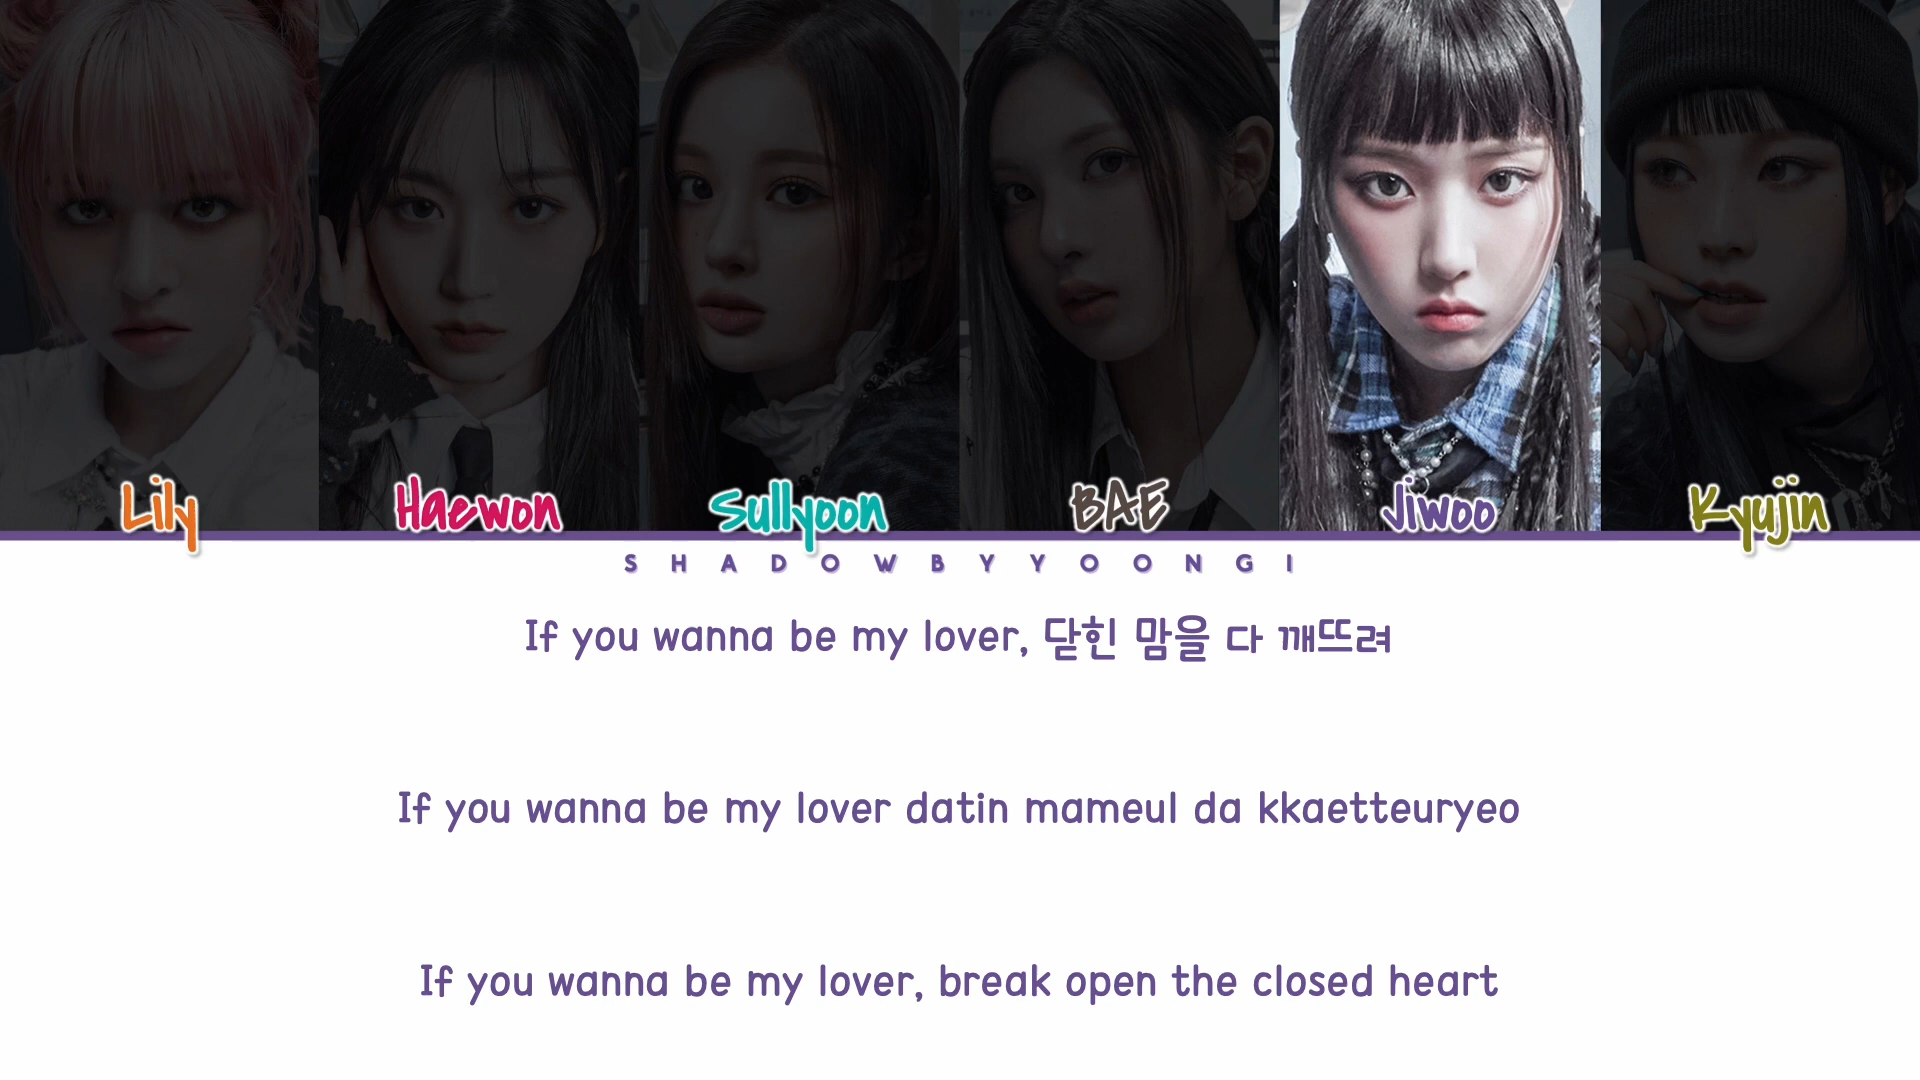 Lily Haewon Sullyoon BAE Jiwoo Kyujin
SHADOWBYYOONGI
If you wanna be my lover, 닫힌 맘을 다 깨뜨려
If you wanna be my lover datin mameul da kkaetteuryeo
If you wanna be my lover, break open the closed heart